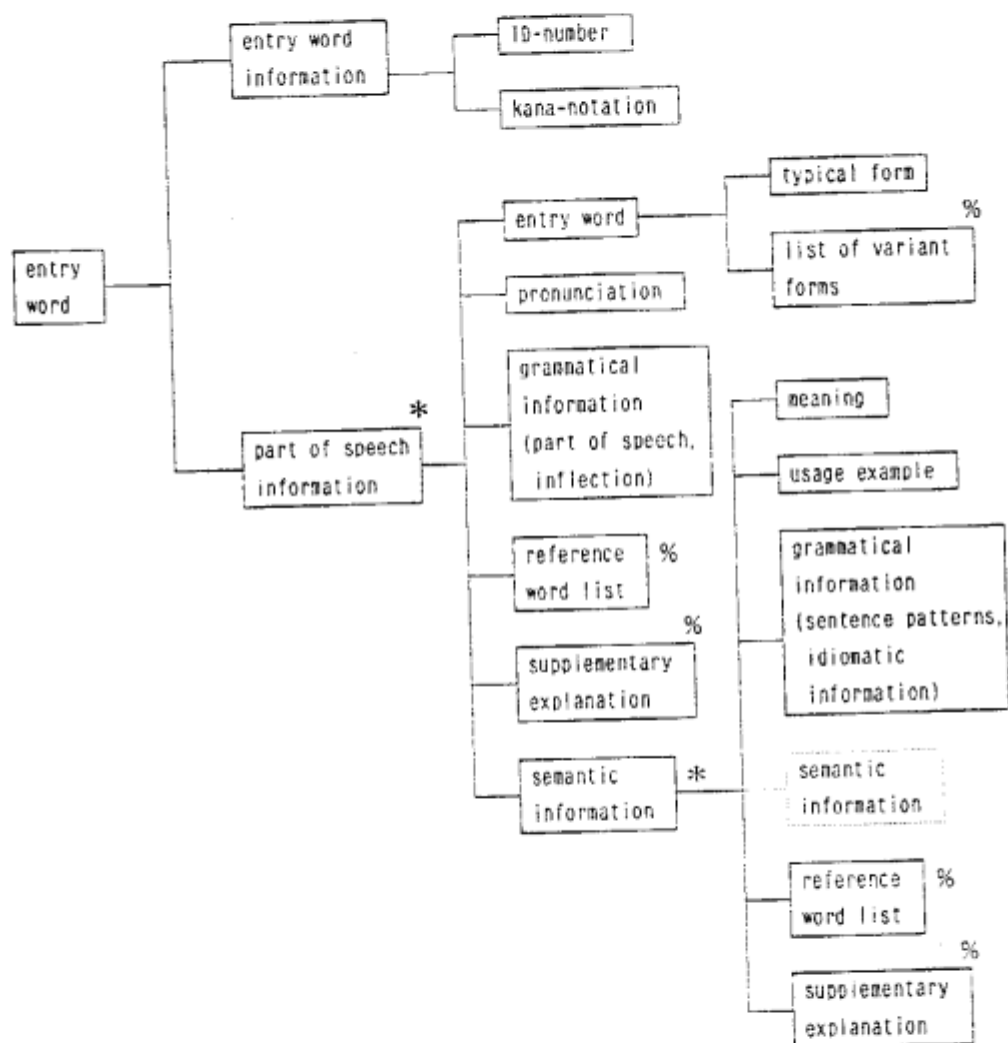 entry word
information
ID-number
kana-notation
entry
word
part of speech
information
*
entry word
typical form
%
list of variant
forms
pronunciation
grammatical
information
(part of speech,
inflection)
reference
word list
%
%
supplementary
explanation
semantic
information
*
meaning
usage example
grammatical
information
(sentence patterns,
idiomatic
information)
semantic
information
reference
word list
%
%
supplementary
explanation